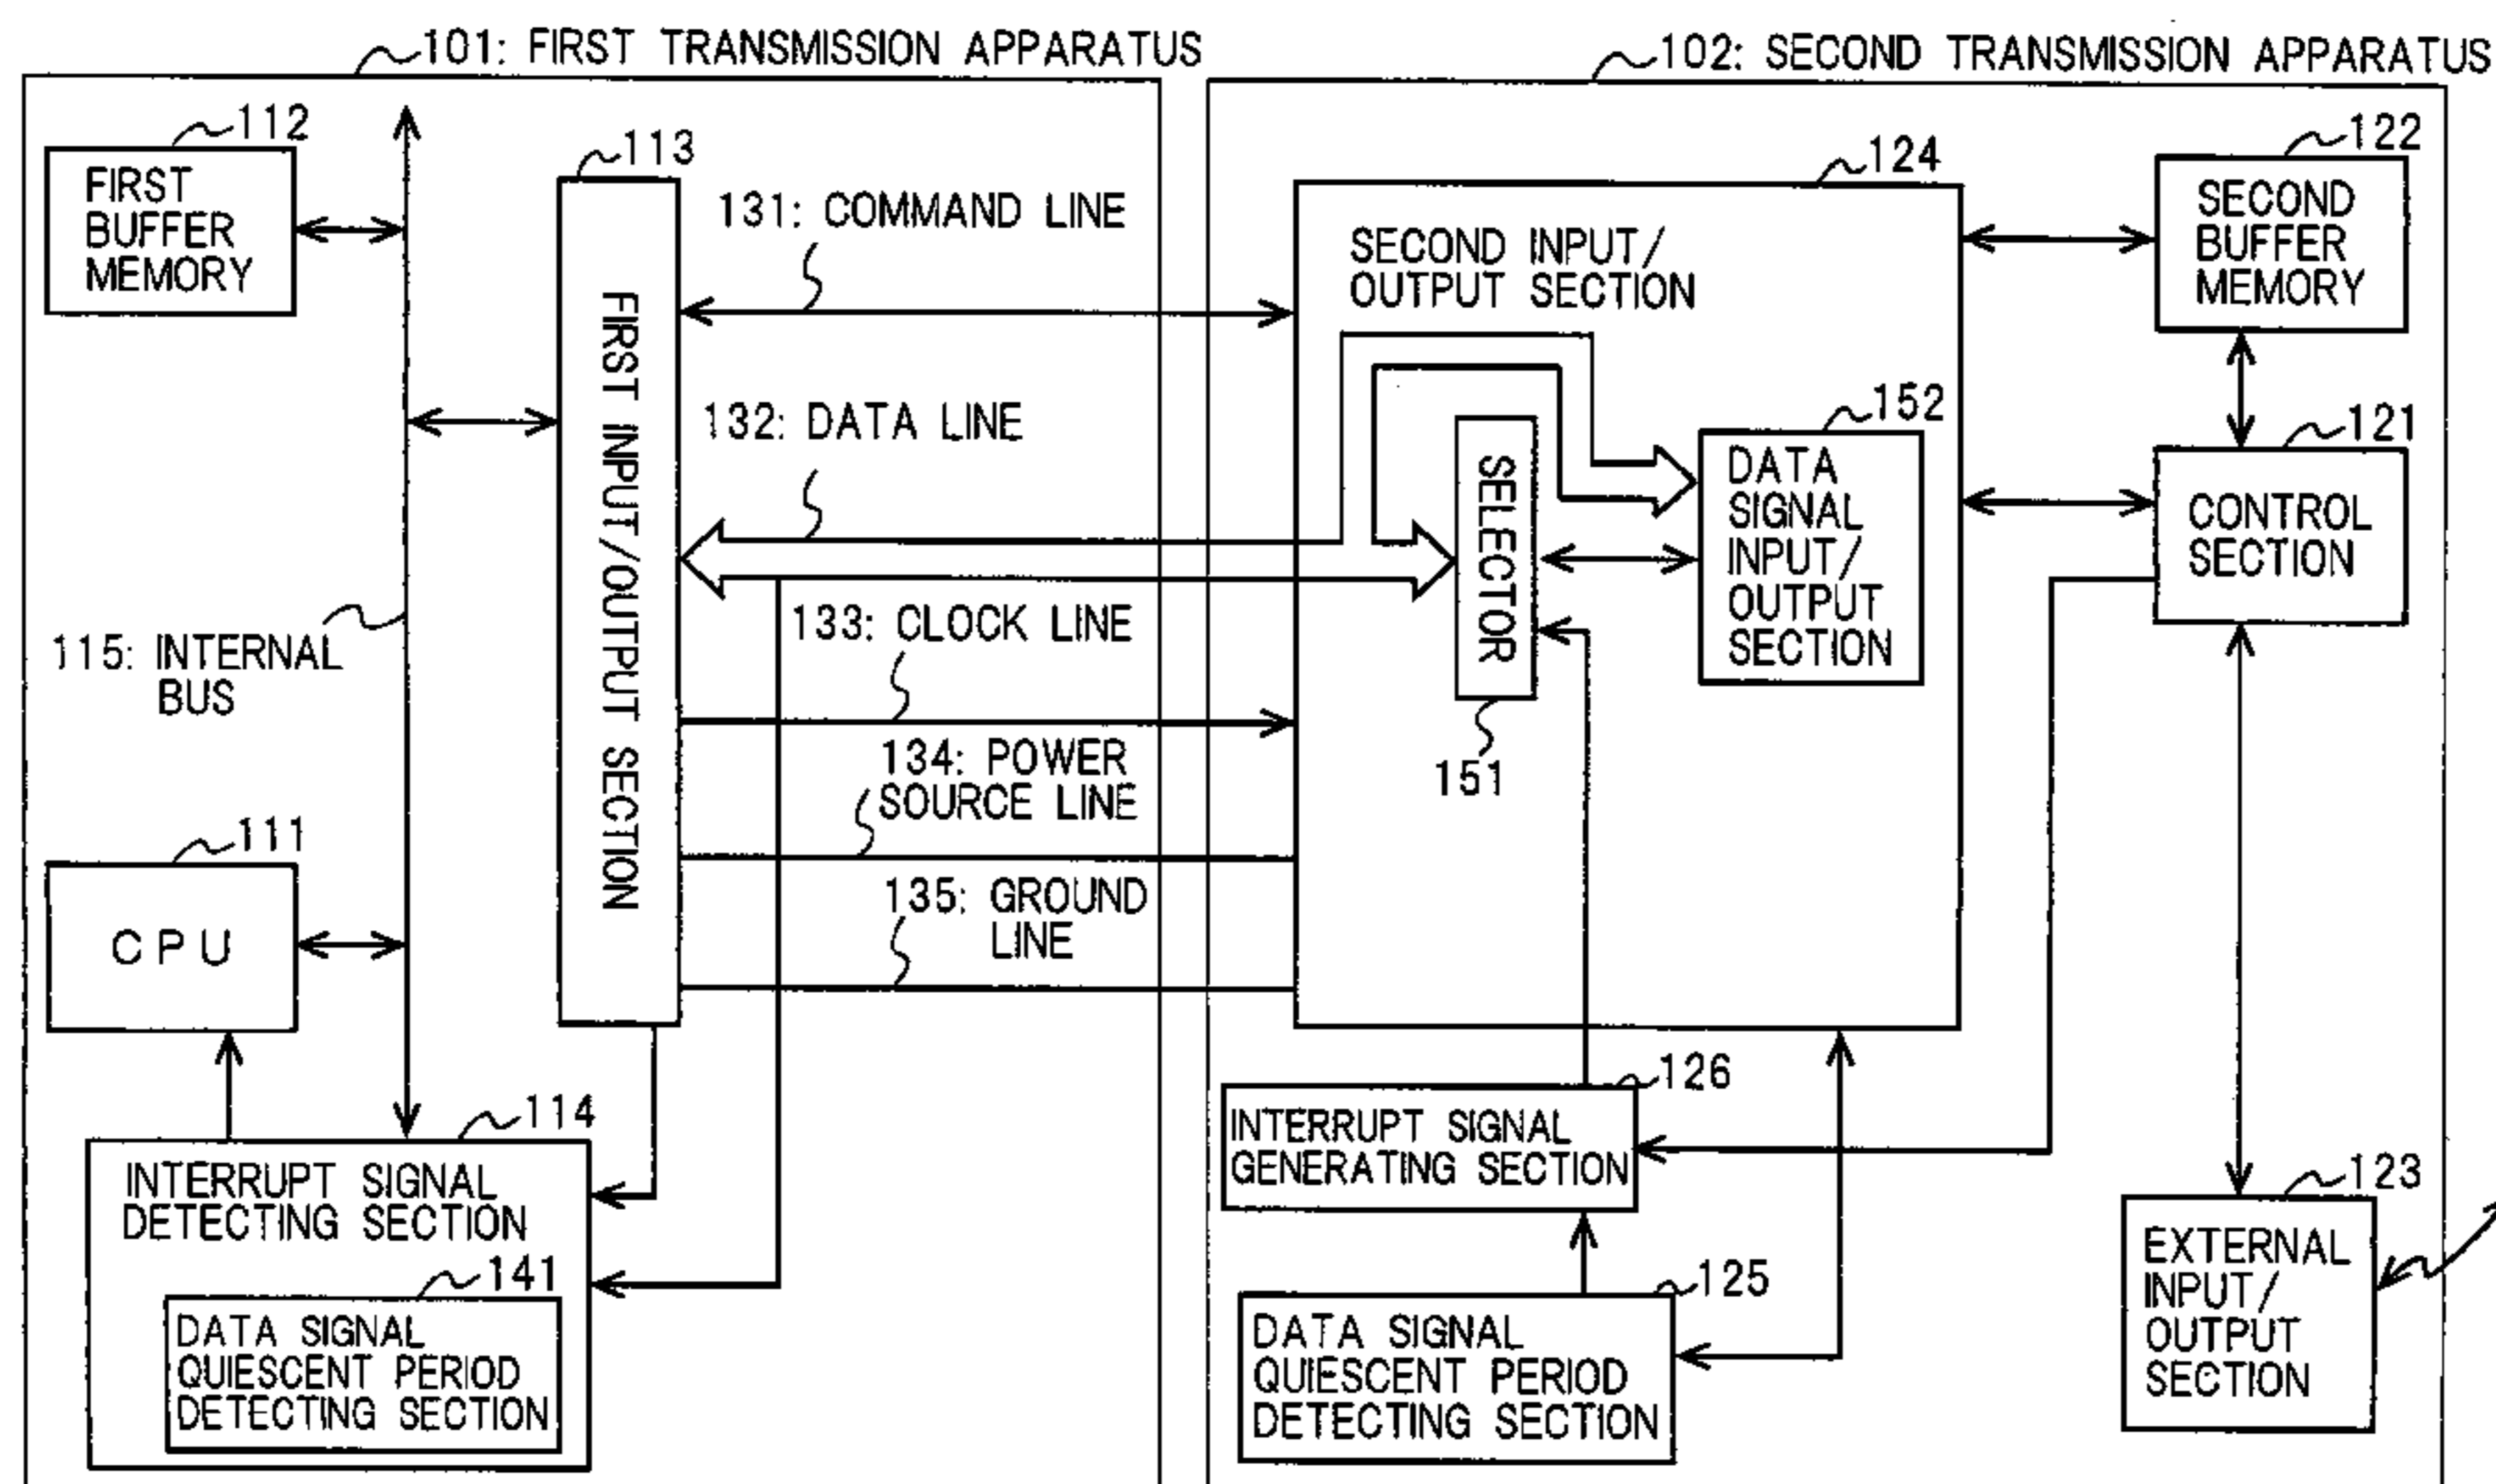 101: FIRST TRANSMISSION APPARATUS
112
FIRST
BUFFER
MEMORY
113
FIRST INPUT/OUTPUT SECTION
115: INTERNAL
BUS
111
CPU
114
INTERRUPT SIGNAL
DETECTING SECTION
141
DATA SIGNAL
QUIESCENT PERIOD
DETECTING SECTION
131: COMMAND LINE
132: DATA LINE
133: CLOCK LINE
134: POWER
SOURCE LINE
135: GROUND
LINE
102: SECOND TRANSMISSION APPARATUS
124
SECOND INPUT/
OUTPUT SECTION
SELECTOR
151
152
DATA
SIGNAL
INPUT/
OUTPUT
SECTION
122
SECOND
BUFFER
MEMORY
121
CONTROL
SECTION
126
INTERRUPT SIGNAL
GENERATING SECTION
125
DATA SIGNAL
QUIESCENT PERIOD
DETECTING SECTION
123
EXTERNAL
INPUT/
OUTPUT
SECTION